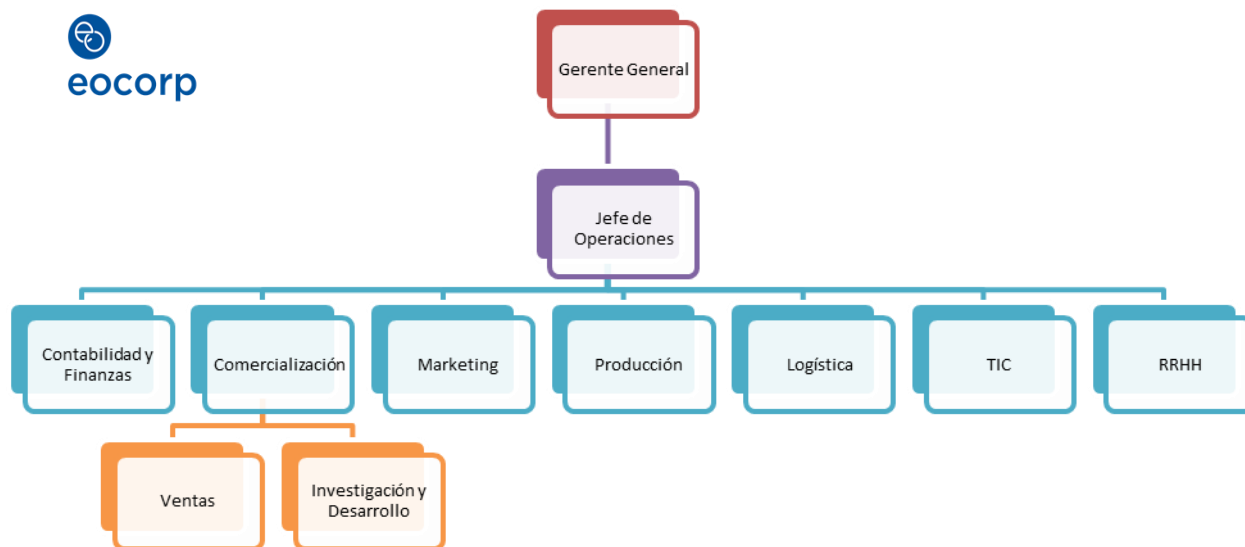 eocorp
Gerente General
Jefe de
Operaciones
Contabilidad y
Finanzas
Comercialización
Marketing
Producción
Logística
TIC
RRHH
Ventas
Investigación y
Desarrollo